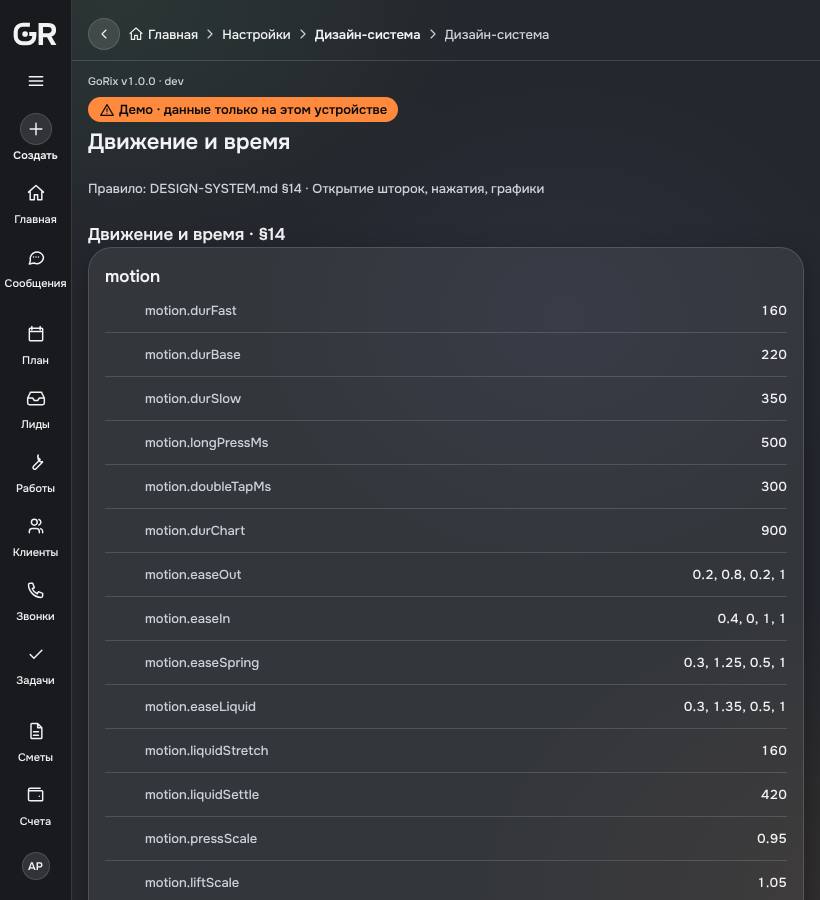 GR
Главная
Настройки
Дизайн-система
Дизайн-система
GoRix v1.0.0 · dev
Демо · данные только на этом устройстве
Движение и время
Правило: DESIGN-SYSTEM.md §14 · Открытие шторок, нажатия, графики
Движение и время · §14
motion
motion.durFast 160
motion.durBase 220
motion.durSlow 350
motion.longPressMs 500
motion.doubleTapMs 300
motion.durChart 900
motion.easeOut 0.2, 0.8, 0.2, 1
motion.easeIn 0.4, 0, 1, 1
motion.easeSpring 0.3, 1.25, 0.5, 1
motion.easeLiquid 0.3, 1.35, 0.5, 1
motion.liquidStretch 160
motion.liquidSettle 420
motion.pressScale 0.95
motion.liftScale 1.05
Создать
Главная
Сообщения
План
Лиды
Работы
Клиенты
Звонки
Задачи
Сметы
Счета
AP